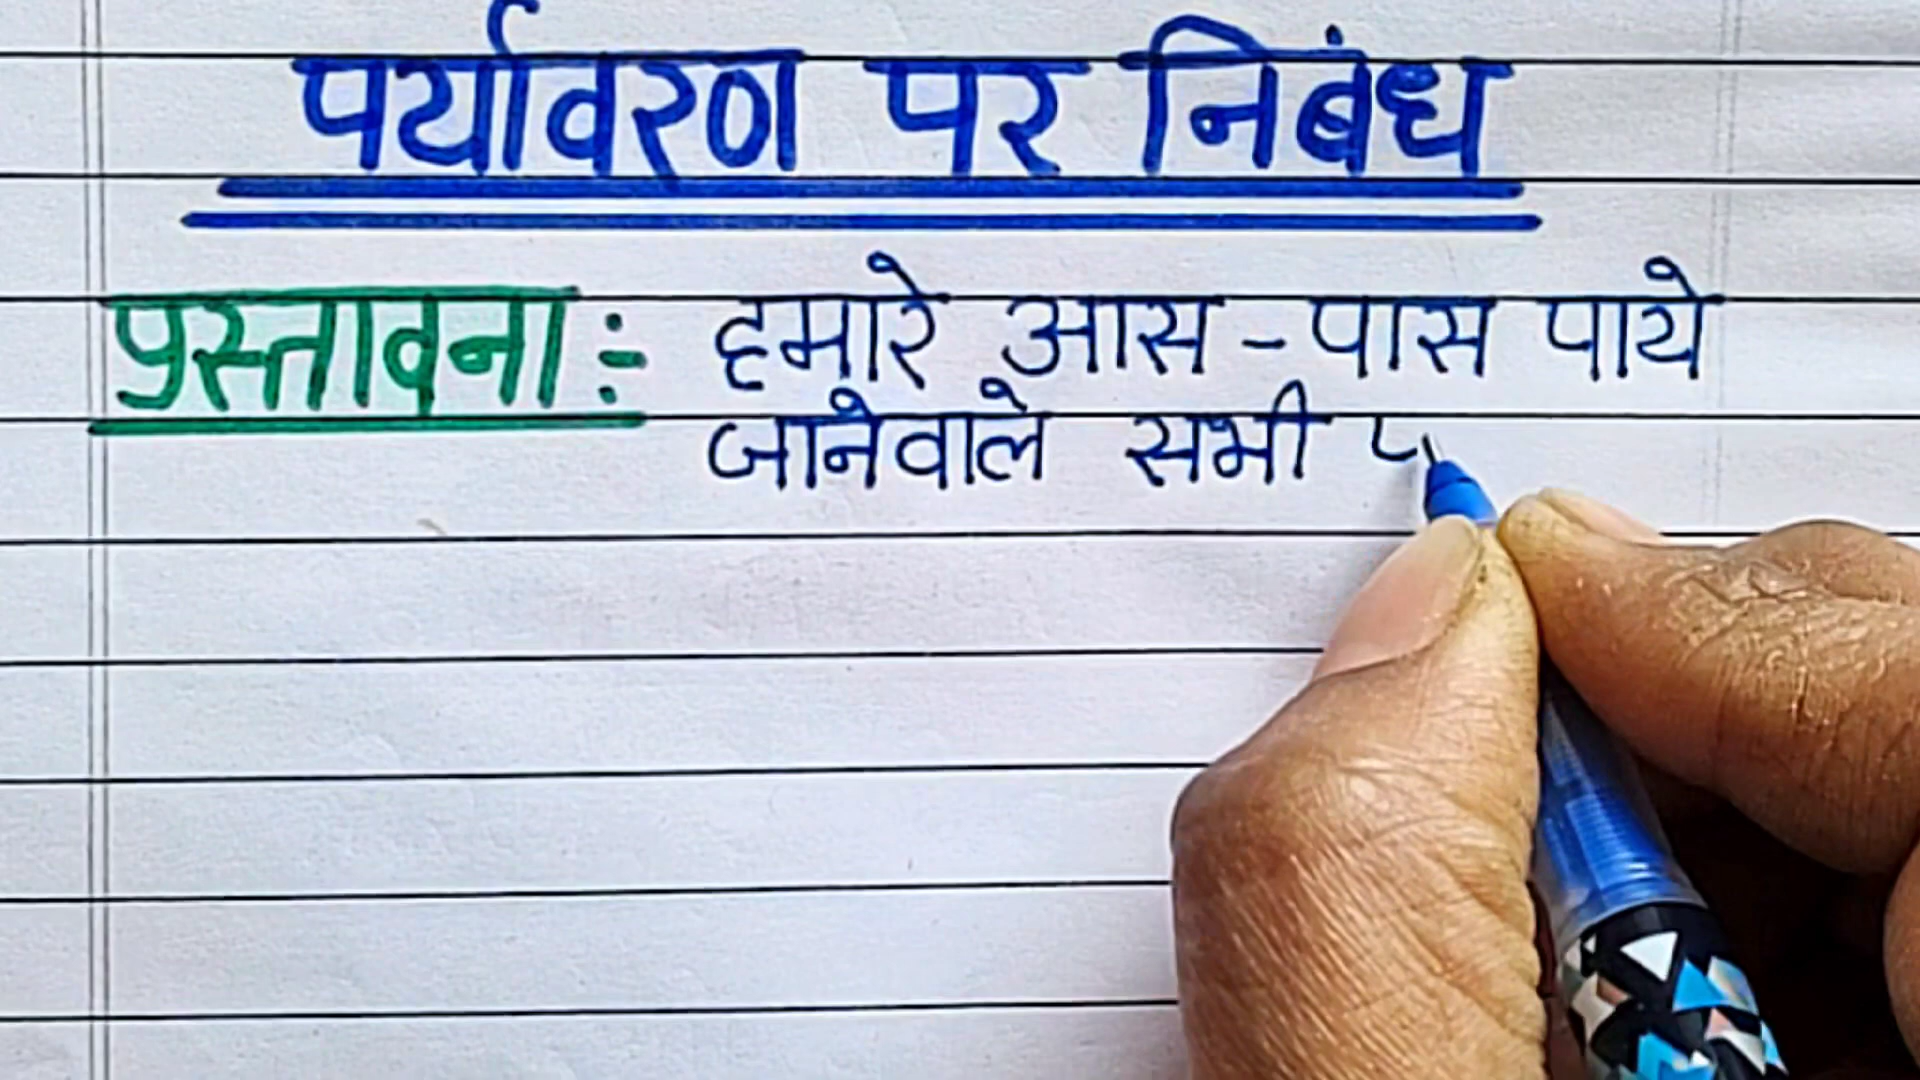 पर्यावरण पर निबंध
प्रस्तावना :- हमारे आस-पास पाये
जानेवाले सभी